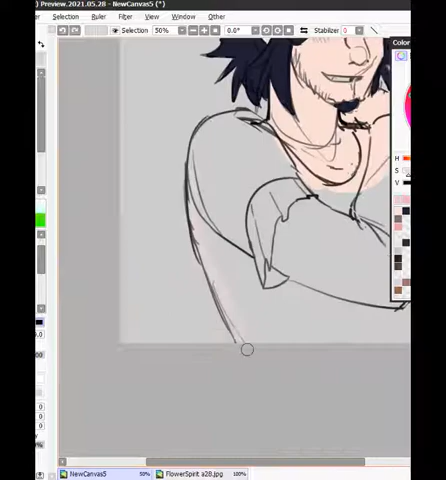 ) Preview.2021.05.28 - NewCanvas5 (*)
Selection Ruler Filter View Window Other
Selection 50% 0.0° Stabilizer 0
Color
H
S
V
NewCanvas5 50% FlowerSpirit a28.jpg 100%